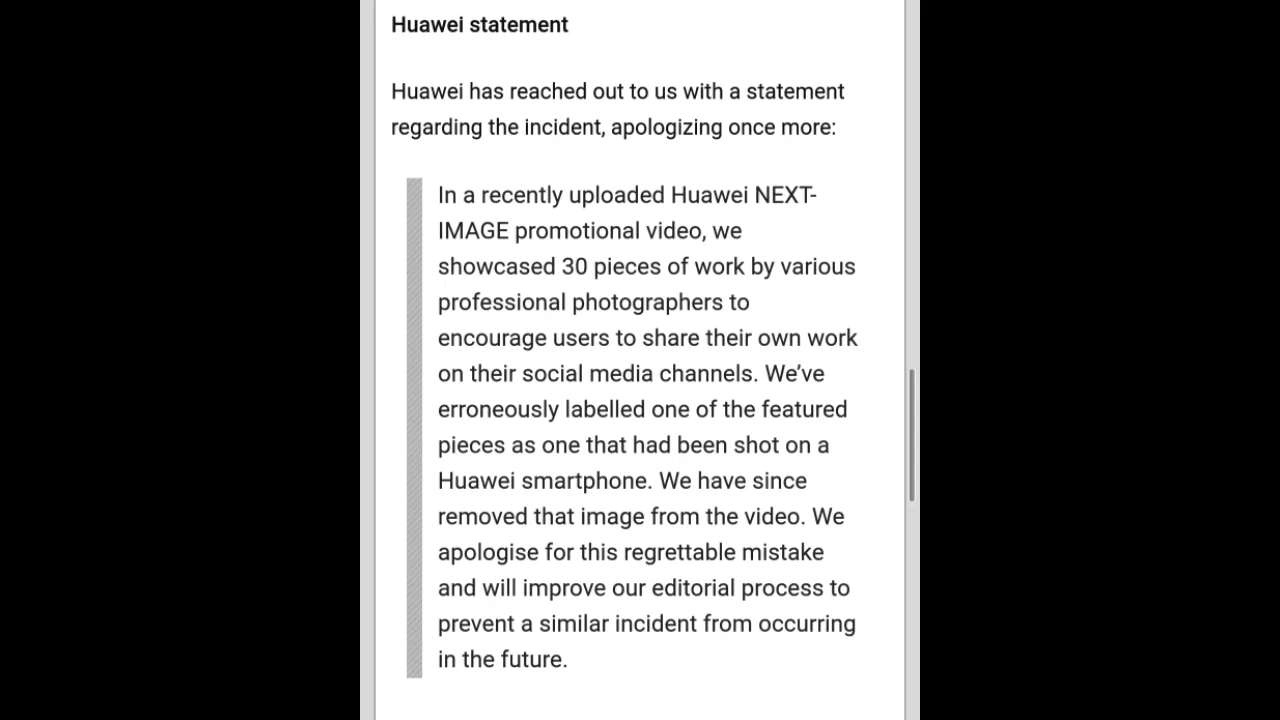 Huawei statement
Huawei has reached out to us with a statement
regarding the incident, apologizing once more:
In a recently uploaded Huawei NEXT-
IMAGE promotional video, we
showcased 30 pieces of work by various
professional photographers to
encourage users to share their own work
on their social media channels. We’ve
erroneously labelled one of the featured
pieces as one that had been shot on a
Huawei smartphone. We have since
removed that image from the video. We
apologise for this regrettable mistake
and will improve our editorial process to
prevent a similar incident from occurring
in the future.